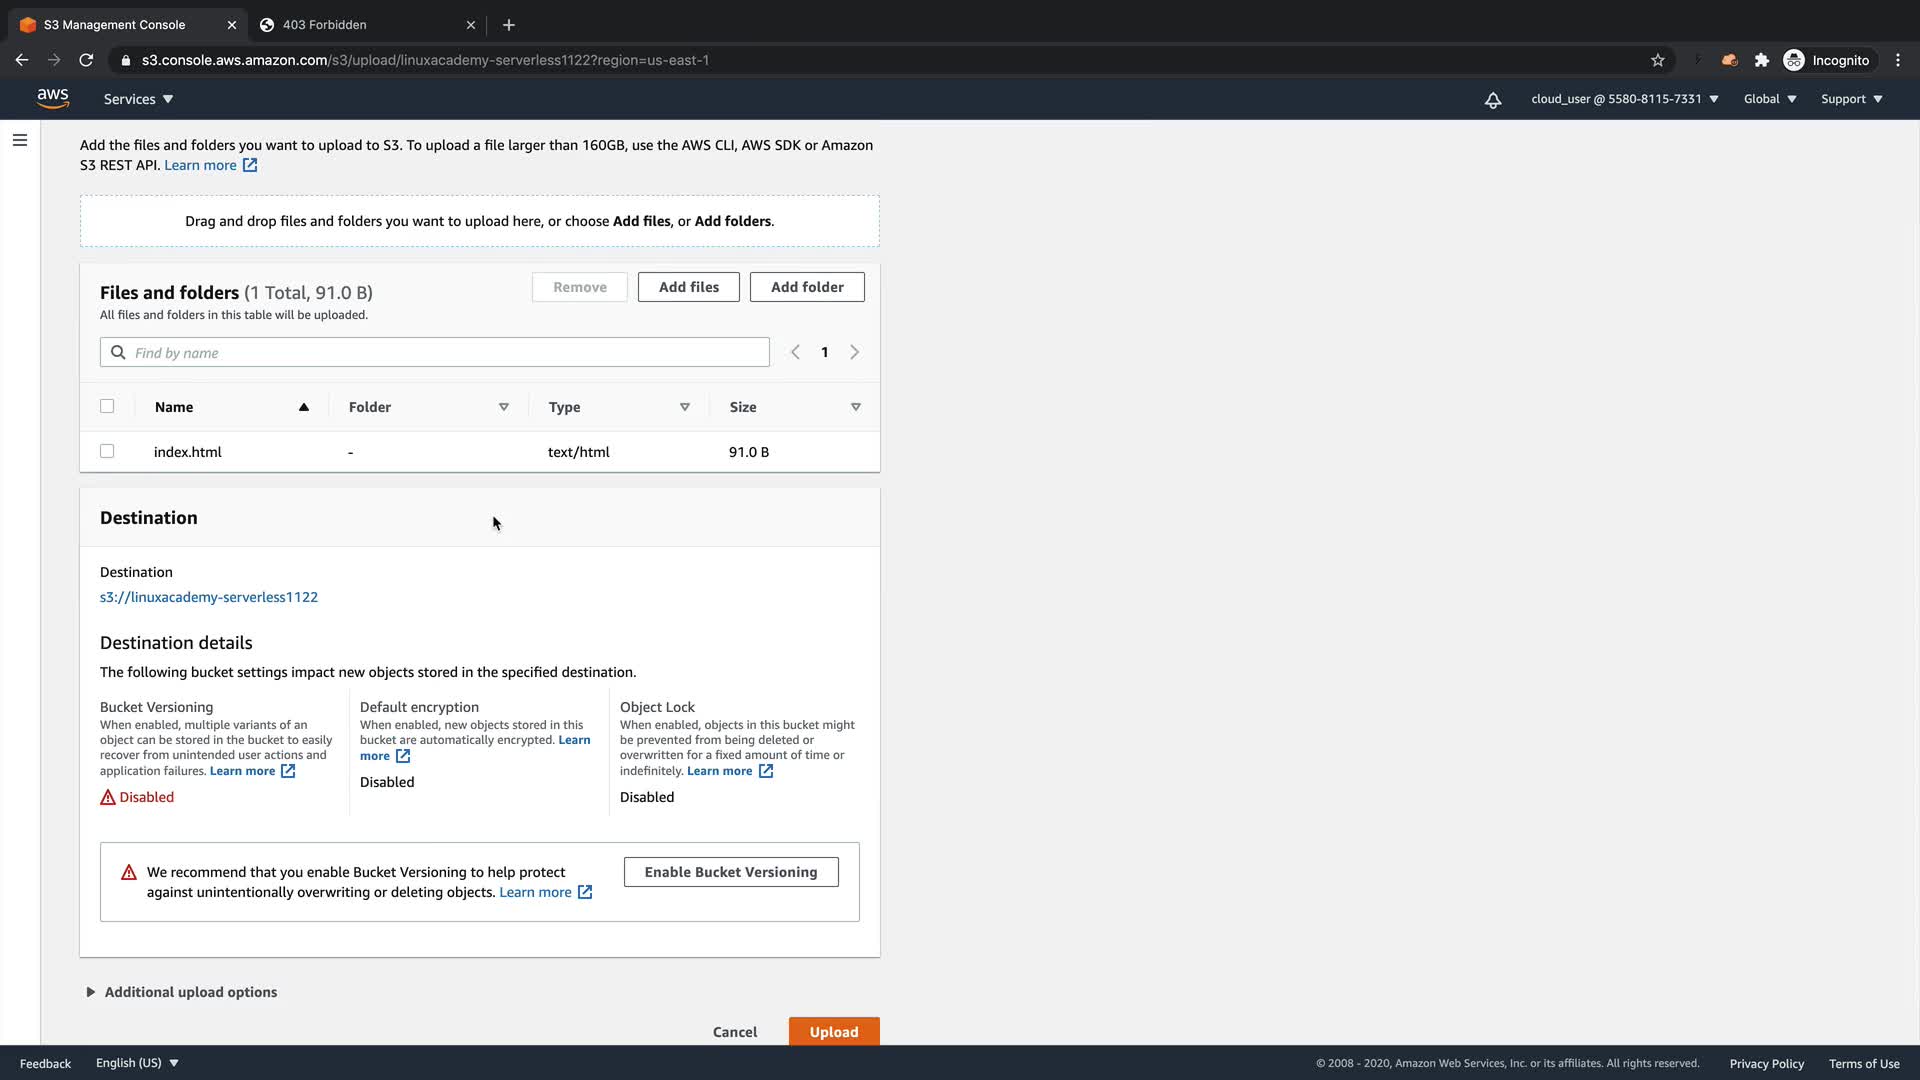 S3 Management Console
403 Forbidden
s3.console.aws.amazon.com/s3/upload/linuxacademy-serverless1122?region=us-east-1
Incognito
aws
Services
cloud_user @ 5580-8115-7331
Global
Support
Add the files and folders you want to upload to S3. To upload a file larger than 160GB, use the AWS CLI, AWS SDK or Amazon
S3 REST API. Learn more
Drag and drop files and folders you want to upload here, or choose Add files, or Add folders.
Files and folders (1 Total, 91.0 B)
Remove
Add files
Add folder
All files and folders in this table will be uploaded.
Find by name
1
Name
Folder
Type
Size
index.html
-
text/html
91.0 B
Destination
Destination
s3://linuxacademy-serverless1122
Destination details
The following bucket settings impact new objects stored in the specified destination.
Bucket Versioning
When enabled, multiple variants of an
object can be stored in the bucket to easily
recover from unintended user actions and
application failures. Learn more
Disabled
Default encryption
When enabled, new objects stored in this
bucket are automatically encrypted. Learn
more
Disabled
Object Lock
When enabled, objects in this bucket might
be prevented from being deleted or
overwritten for a fixed amount of time or
indefinitely. Learn more
Disabled
We recommend that you enable Bucket Versioning to help protect
against unintentionally overwriting or deleting objects. Learn more
Enable Bucket Versioning
Additional upload options
Cancel
Upload
Feedback
English (US)
© 2008 - 2020, Amazon Web Services, Inc. or its affiliates. All rights reserved.
Privacy Policy
Terms of Use